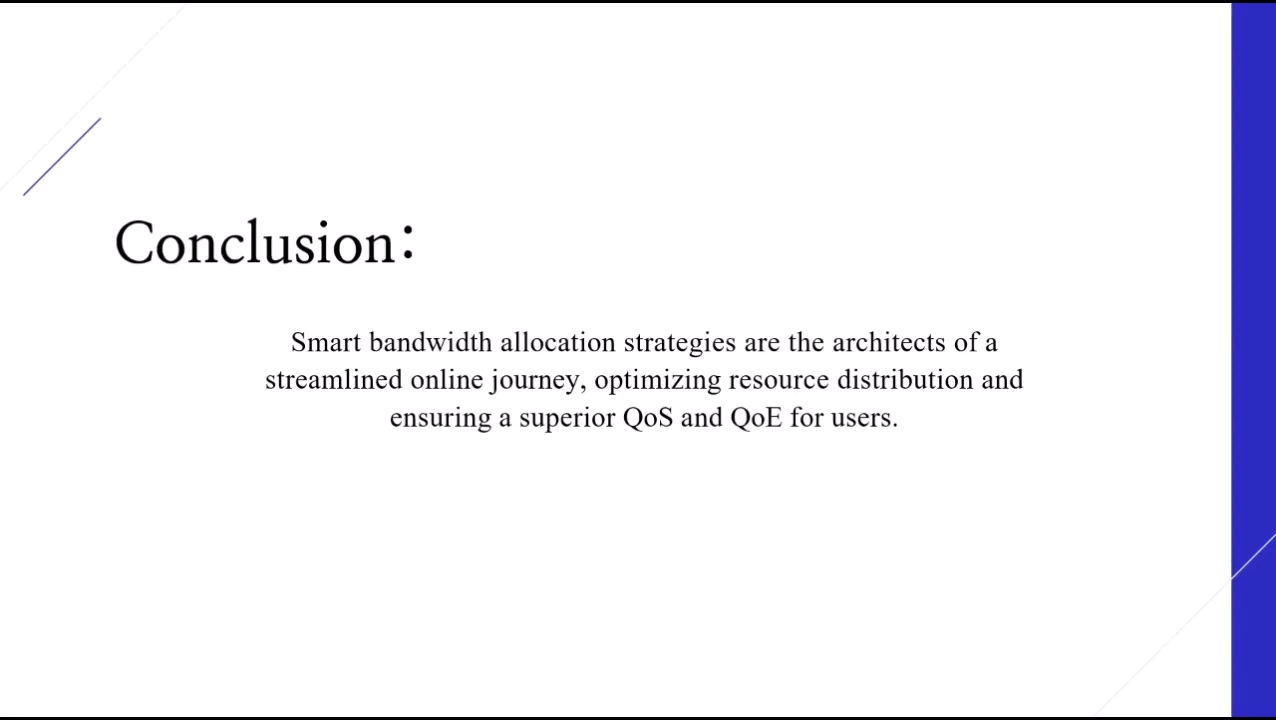 Conclusion:
Smart bandwidth allocation strategies are the architects of a
streamlined online journey, optimizing resource distribution and
ensuring a superior QoS and QoE for users.